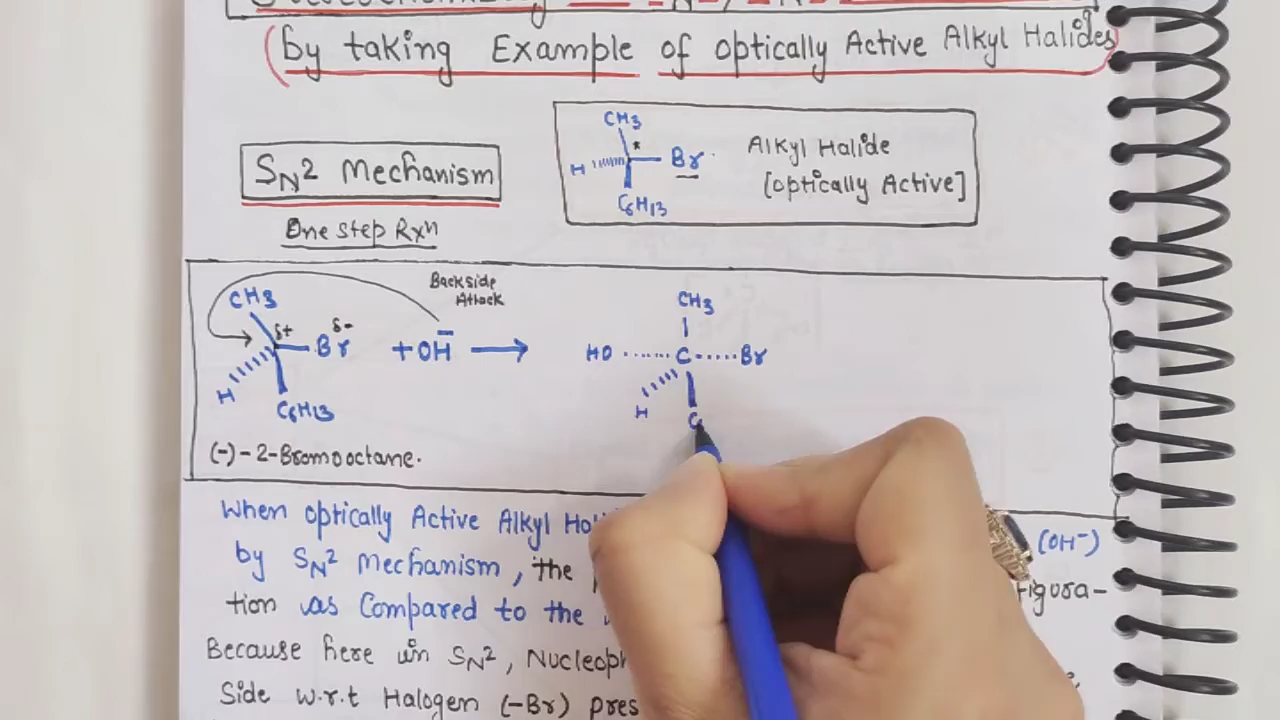 by taking Example of optically Active Alkyl Halides
SN2 Mechanism
One step Rxn
CH3
*
H
Br
C6H13
Alkyl Halide
[optically Active]
Backside
Attack
CH3
δ+ δ-
Br
H
C6H13
+ OH-
(-)-2-Bromooctane.
CH3
HO C Br
H
C
When optically Active Alkyl
(OH-)
by SN2 Mechanism, the
tion as Compared to the
Because here in SN2,
Side w.r.t Halogen (-Br)